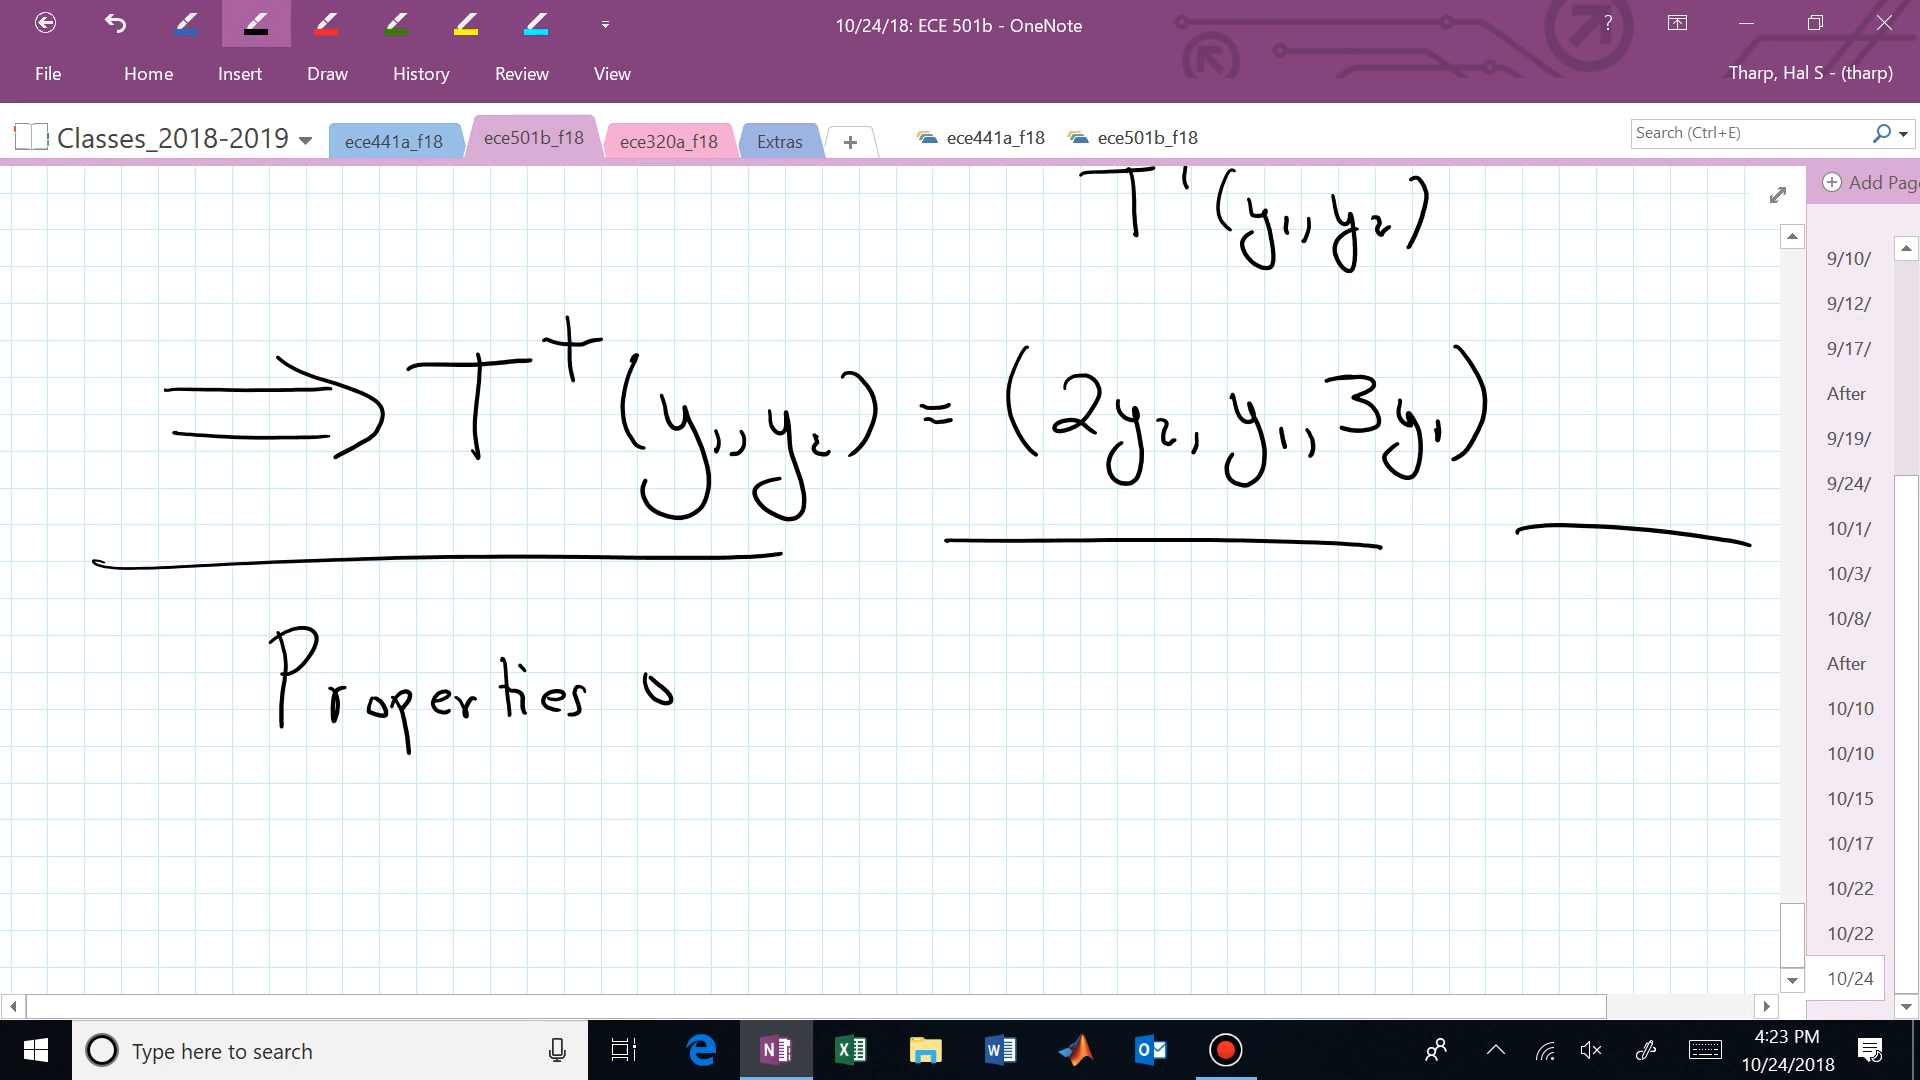 10/24/18: ECE 501b - OneNote
?
File Home Insert Draw History Review View
Tharp, Hal S - (tharp)
Classes_2018-2019
ece441a_f18
ece501b_f18
ece320a_f18
Extras
ece441a_f18
ece501b_f18
Search (Ctrl+E)
Add Pag
T⁺(y₁, y₂)
⇒ T⁺(y₁, y₂) = (2y₂, y₁, 3y₁)
Properties o
9/10/
9/12/
9/17/
After
9/19/
9/24/
10/1/
10/3/
10/8/
After
10/10
10/10
10/15
10/17
10/22
10/22
10/24
Type here to search
4:23 PM
10/24/2018